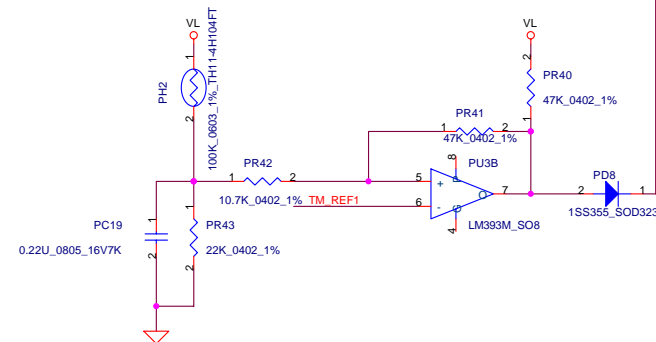 VL
VL
1
PH2
100K_0603_1%_TH11-4H104FT
2
2
PR40
47K_0402_1%
1
PR41
1
2
47K_0402_1%
PR42
1
2
10.7K_0402_1%
TM_REF1
PU3B
8
P
5
+
6
-
O
7
G
4
LM393M_SO8
PD8
2
1
1SS355_SOD323
PC19
1
2
0.22U_0805_16V7K
1
PR43
22K_0402_1%
2